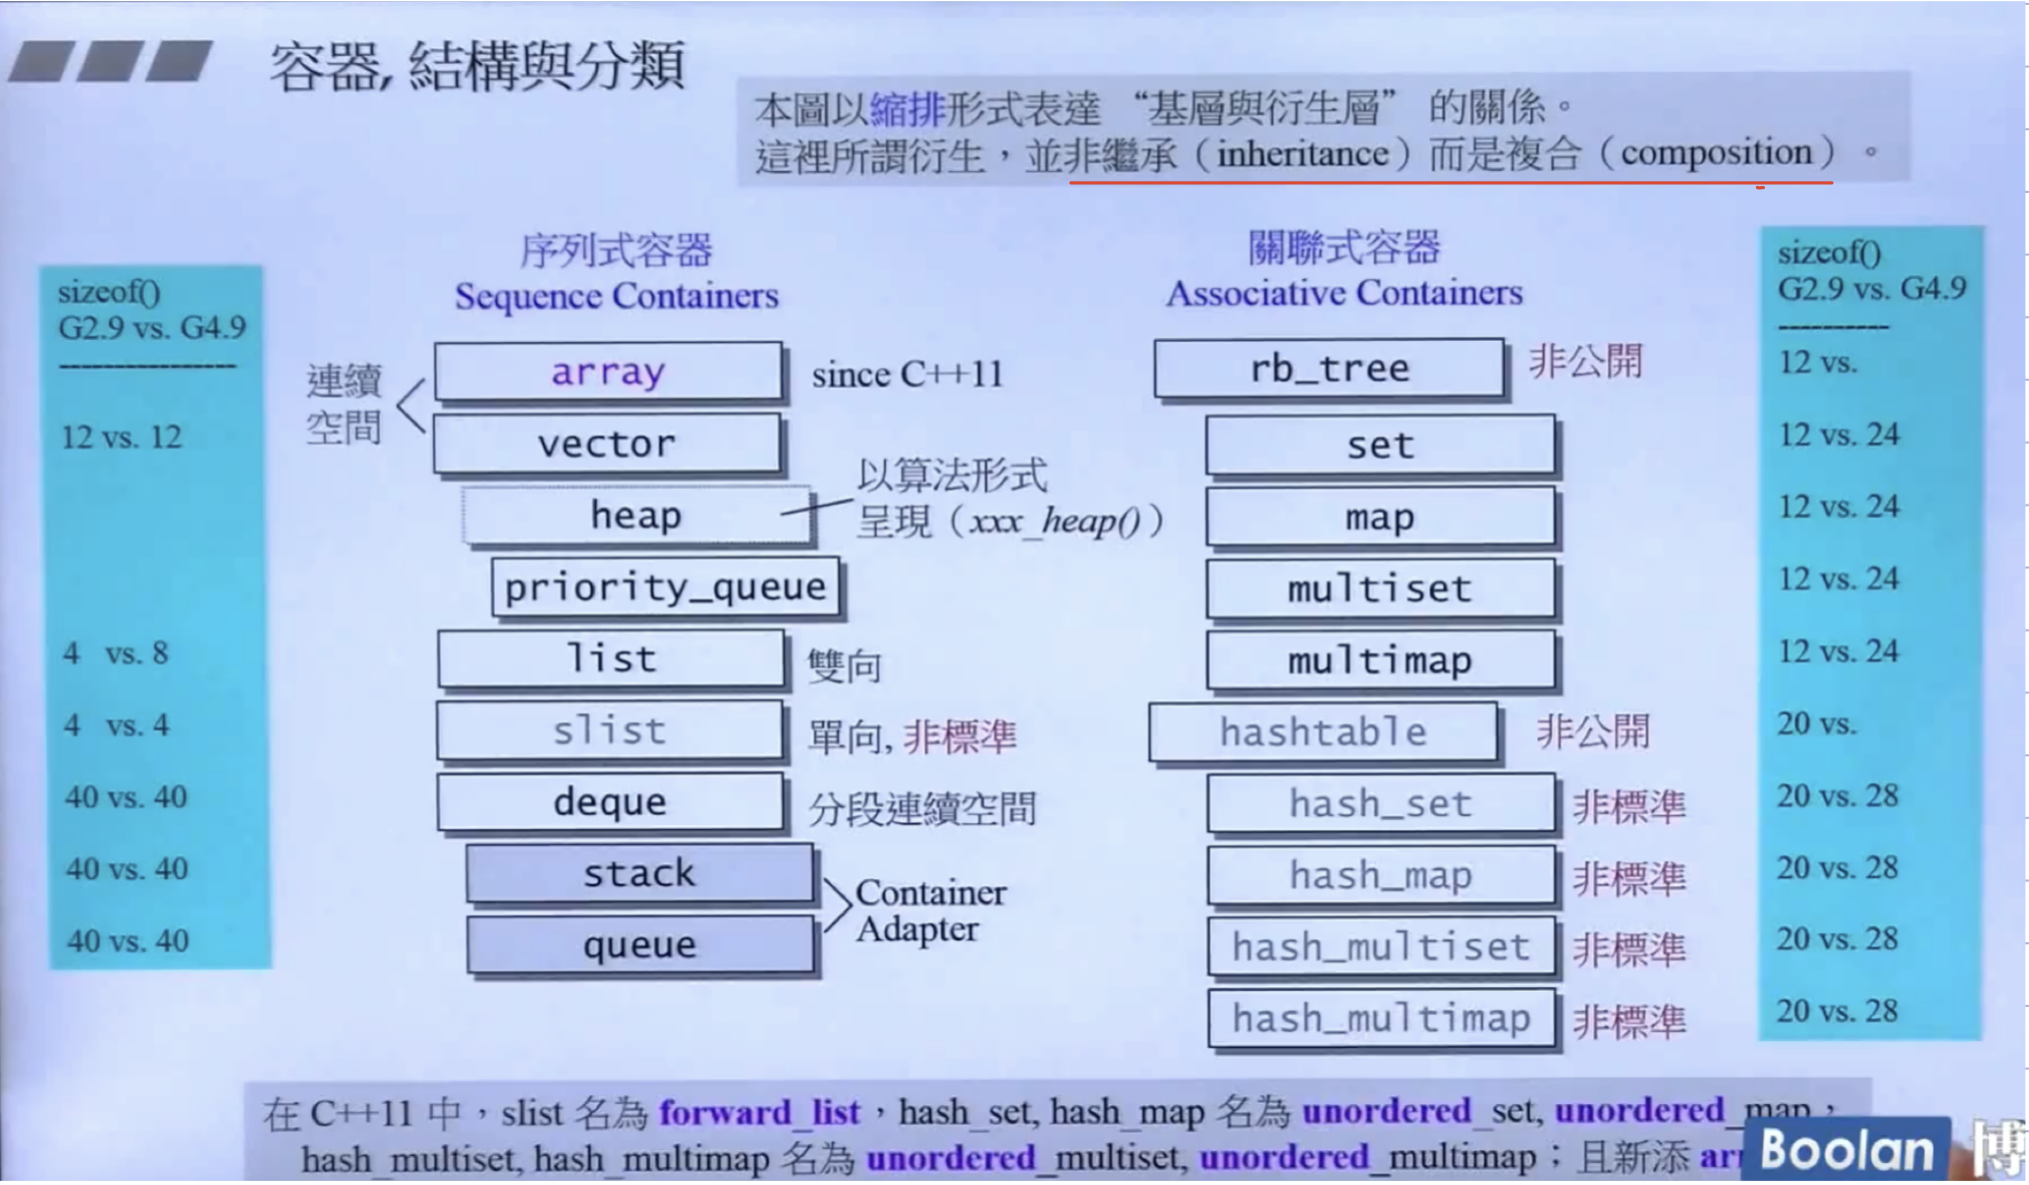 容器, 結構與分類
本圖以縮排形式表達 “基層與衍生層” 的關係。
這裡所謂衍生，並非繼承（inheritance）而是複合（composition）。
序列式容器
Sequence Containers
sizeof()
G2.9 vs. G4.9
---------------
12 vs. 12
4 vs. 8
4 vs. 4
40 vs. 40
40 vs. 40
40 vs. 40
連續
空間
array
since C++11
vector
heap
以算法形式
呈現（xxx_heap()）
priority_queue
list
雙向
slist
單向, 非標準
deque
分段連續空間
stack
queue
Container
Adapter
關聯式容器
Associative Containers
rb_tree
非公開
set
map
multiset
multimap
hashtable
非公開
hash_set
非標準
hash_map
非標準
hash_multiset
非標準
hash_multimap
非標準
sizeof()
G2.9 vs. G4.9
----------
12 vs.
12 vs. 24
12 vs. 24
12 vs. 24
12 vs. 24
20 vs.
20 vs. 28
20 vs. 28
20 vs. 28
20 vs. 28
在 C++11 中，slist 名為 forward_list，hash_set, hash_map 名為 unordered_set, unordered_map，
hash_multiset, hash_multimap 名為 unordered_multiset, unordered_multimap；且新添
Boolan 博